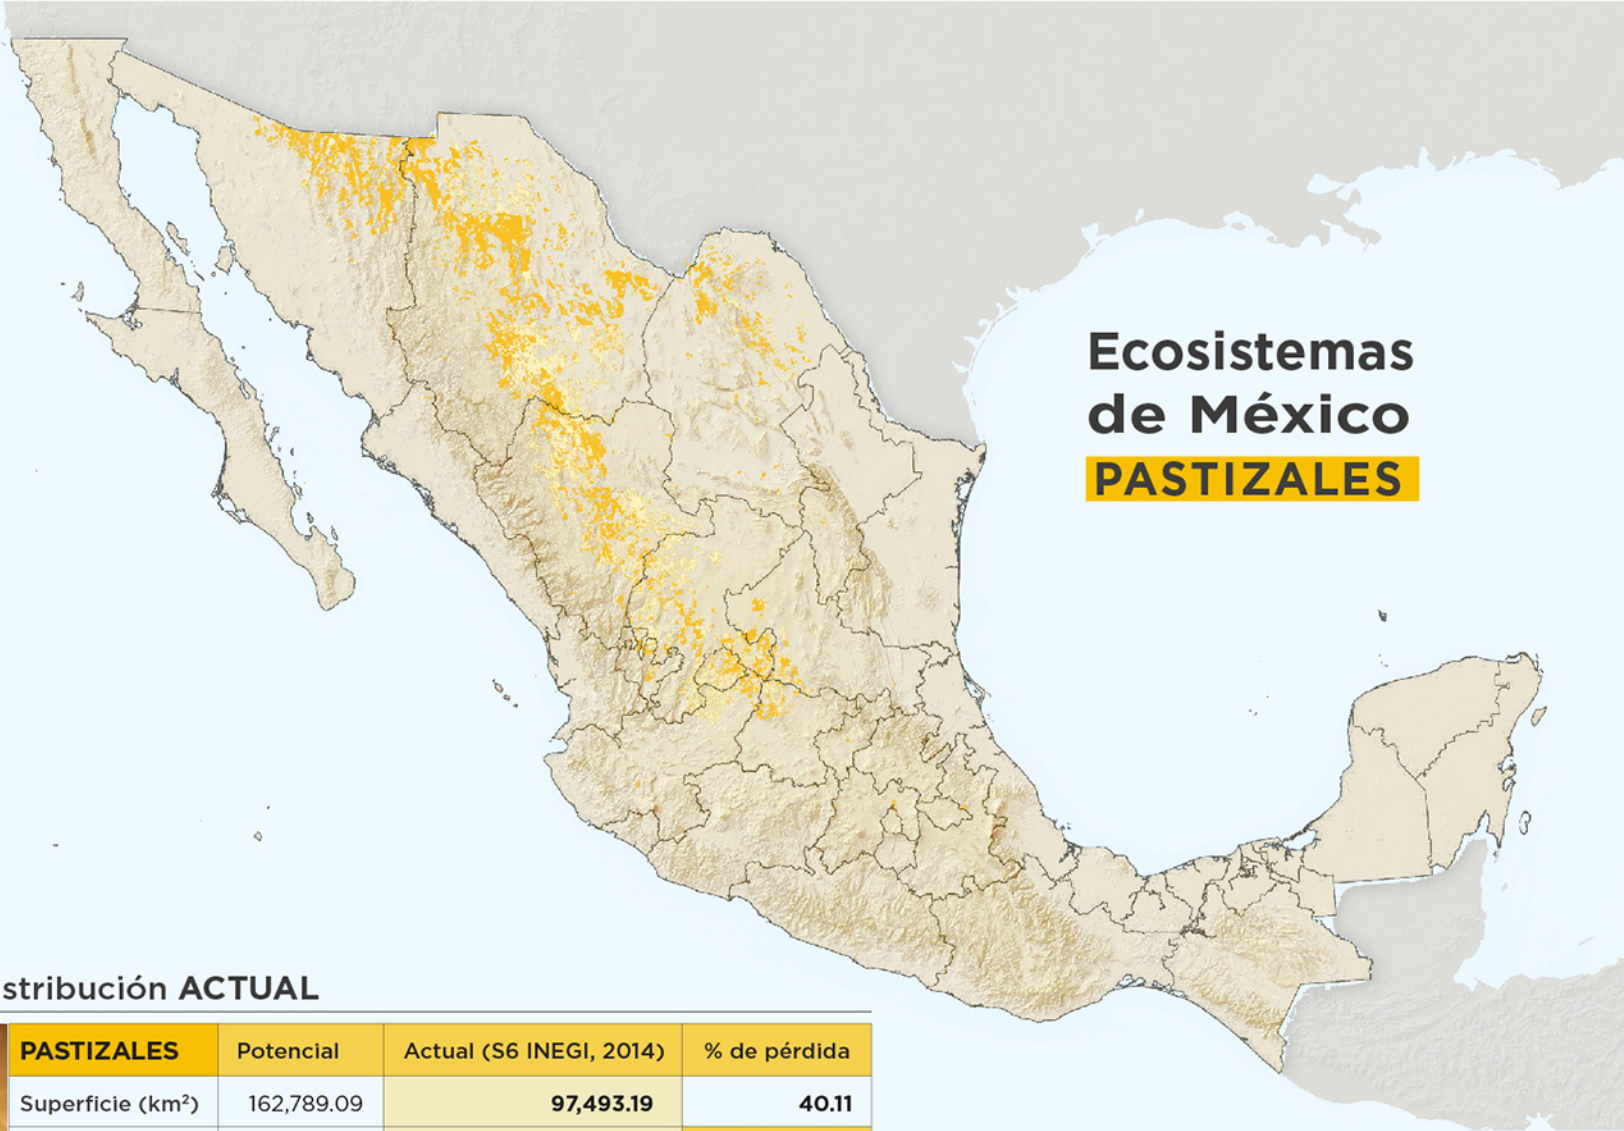 Ecosistemas
de México
PASTIZALES
stribución ACTUAL
PASTIZALES Potencial Actual (S6 INEGI, 2014) % de pérdida
Superficie (km²) 162,789.09 97,493.19 40.11